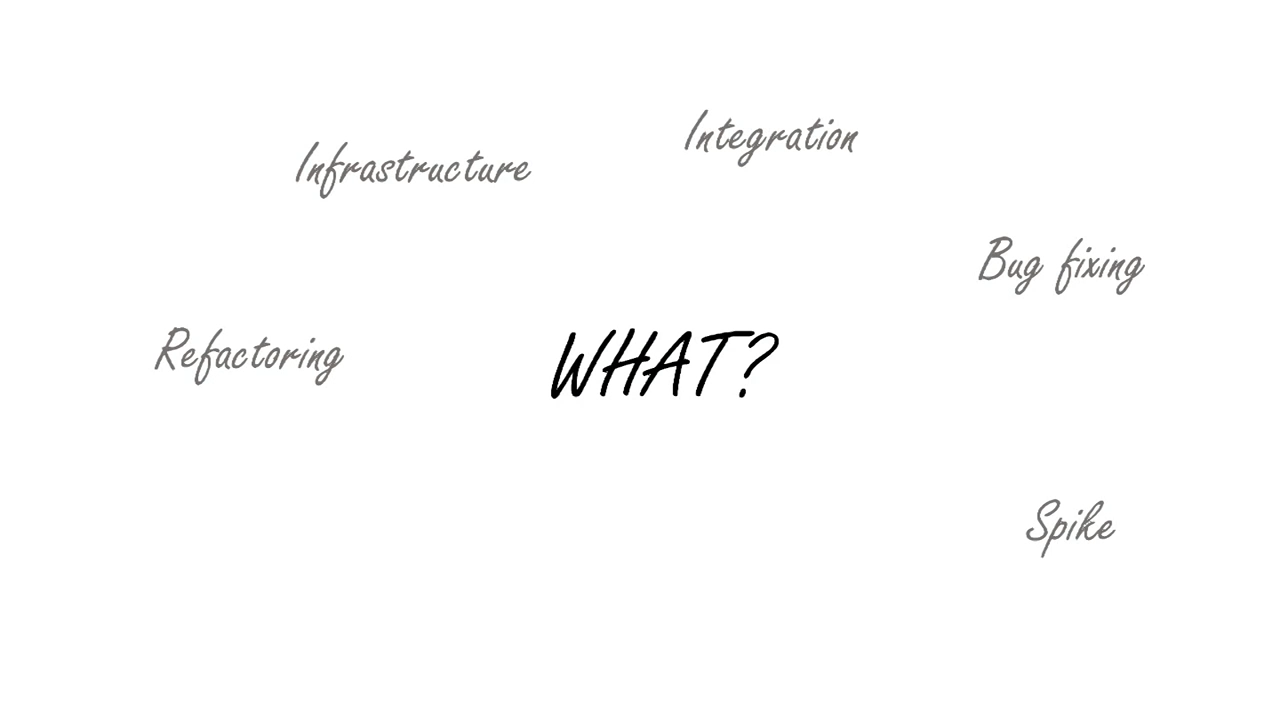 Integration
Infrastructure
Bug fixing
Refactoring
WHAT?
Spike